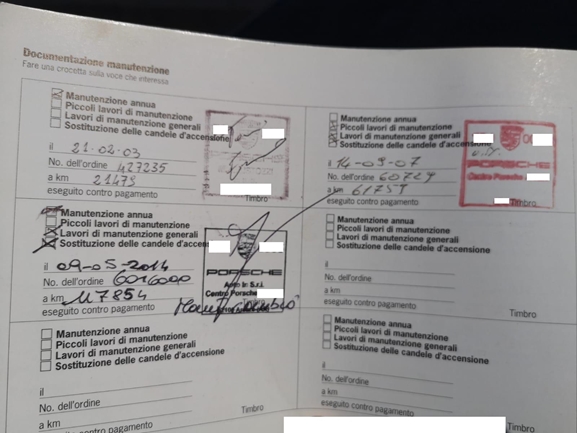 Documentazione manutenzione
Fare una crocetta sulla voce che interessa
Manutenzione annua
Piccoli lavori di manutenzione
Lavori di manutenzione generali
Sostituzione delle candele d'accensione
il 21-02-03
No. dell'ordine 427235
a km 21475
eseguito contro pagamento
Timbro
Manutenzione annua
Piccoli lavori di manutenzione
Lavori di manutenzione generali
Sostituzione delle candele d'accensione
il 14-09-07
No. dell'ordine 60729
a km 61757
eseguito contro pagamento
PORSCHE
Centro Porsche
Timbro
Manutenzione annua
Piccoli lavori di manutenzione
Lavori di manutenzione generali
Sostituzione delle candele d'accens
il 09-05-2014
No. dell'ordine 6016000
a km 117854
eseguito contro pagamento
PORSCHE
S.r.l.
Centro Porsche
Manutenzione annua
Piccoli lavori di manutenzione
Lavori di manutenzione generali
Sostituzione delle candele d'accensione
il
No. dell'ordine
a km
eseguito contro pagamento
Timbro
Manutenzione annua
Piccoli lavori di manutenzione
Lavori di manutenzione generali
Sostituzione delle candele d'accensione
il
No. dell'ordine
a km
eseguito contro pagamento
Timbro
Manutenzione annua
Piccoli lavori di manutenzione
Lavori di manutenzione generali
Sostituzione delle candele d'accensione
il
No. dell'ordine
a km
eseguito contro pagamento
Timbro